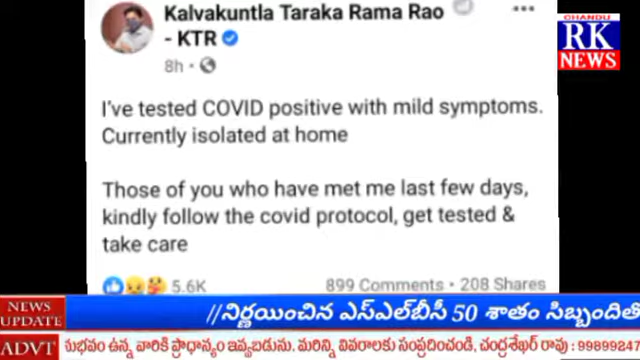 Kalvakuntla Taraka Rama Rao
- KTR
8h
CHANDU
RK
NEWS
I've tested COVID positive with mild symptoms.
Currently isolated at home
Those of you who have met me last few days,
kindly follow the covid protocol, get tested &
take care
5.6K
899 Comments • 208 Shares
NEWS
UPDATE
//నిర్ణయించిన ఎస్ఎల్‌బీసీ 50 శాతం సిబ్బందితో
ADVT
సుభవం ఉన్న వారికి ప్రాధాన్యం ఇవ్వబడును. మరిన్ని వివరాలకు సంప్రదించండి, చంద్రశేఖర్ రావు : 99899247